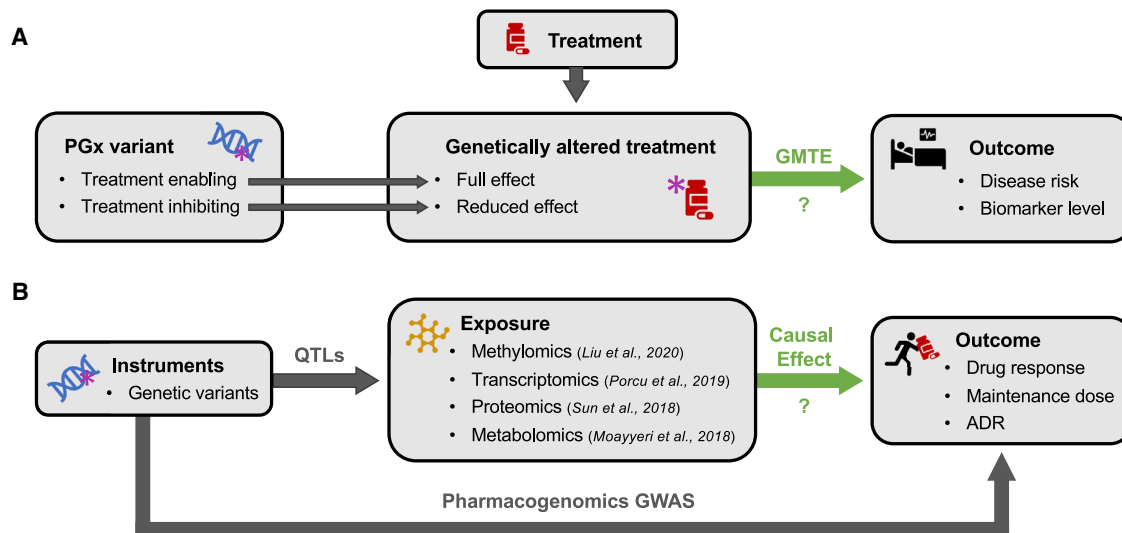 A
Treatment
PGx variant
• Treatment enabling
• Treatment inhibiting
Genetically altered treatment
• Full effect
• Reduced effect
*
GMTE
?
Outcome
• Disease risk
• Biomarker level
B
Instruments
• Genetic variants
QTLs
Exposure
• Methylomics (Liu et al., 2020)
• Transcriptomics (Porcu et al., 2019)
• Proteomics (Sun et al., 2018)
• Metabolomics (Moayyeri et al., 2018)
Causal
Effect
?
Outcome
• Drug response
• Maintenance dose
• ADR
Pharmacogenomics GWAS